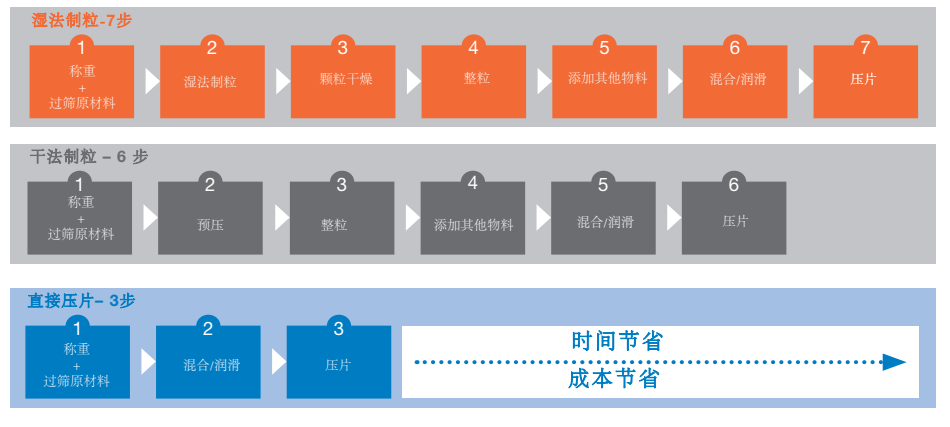 湿法制粒-7步
1
称重
+
过筛原材料
2
湿法制粒
3
颗粒干燥
4
整粒
5
添加其他物料
6
混合/润滑
7
压片
干法制粒 – 6 步
1
称重
+
过筛原材料
2
预压
3
整粒
4
添加其他物料
5
混合/润滑
6
压片
直接压片– 3步
1
称重
+
过筛原材料
2
混合/润滑
3
压片
时间节省
成本节省